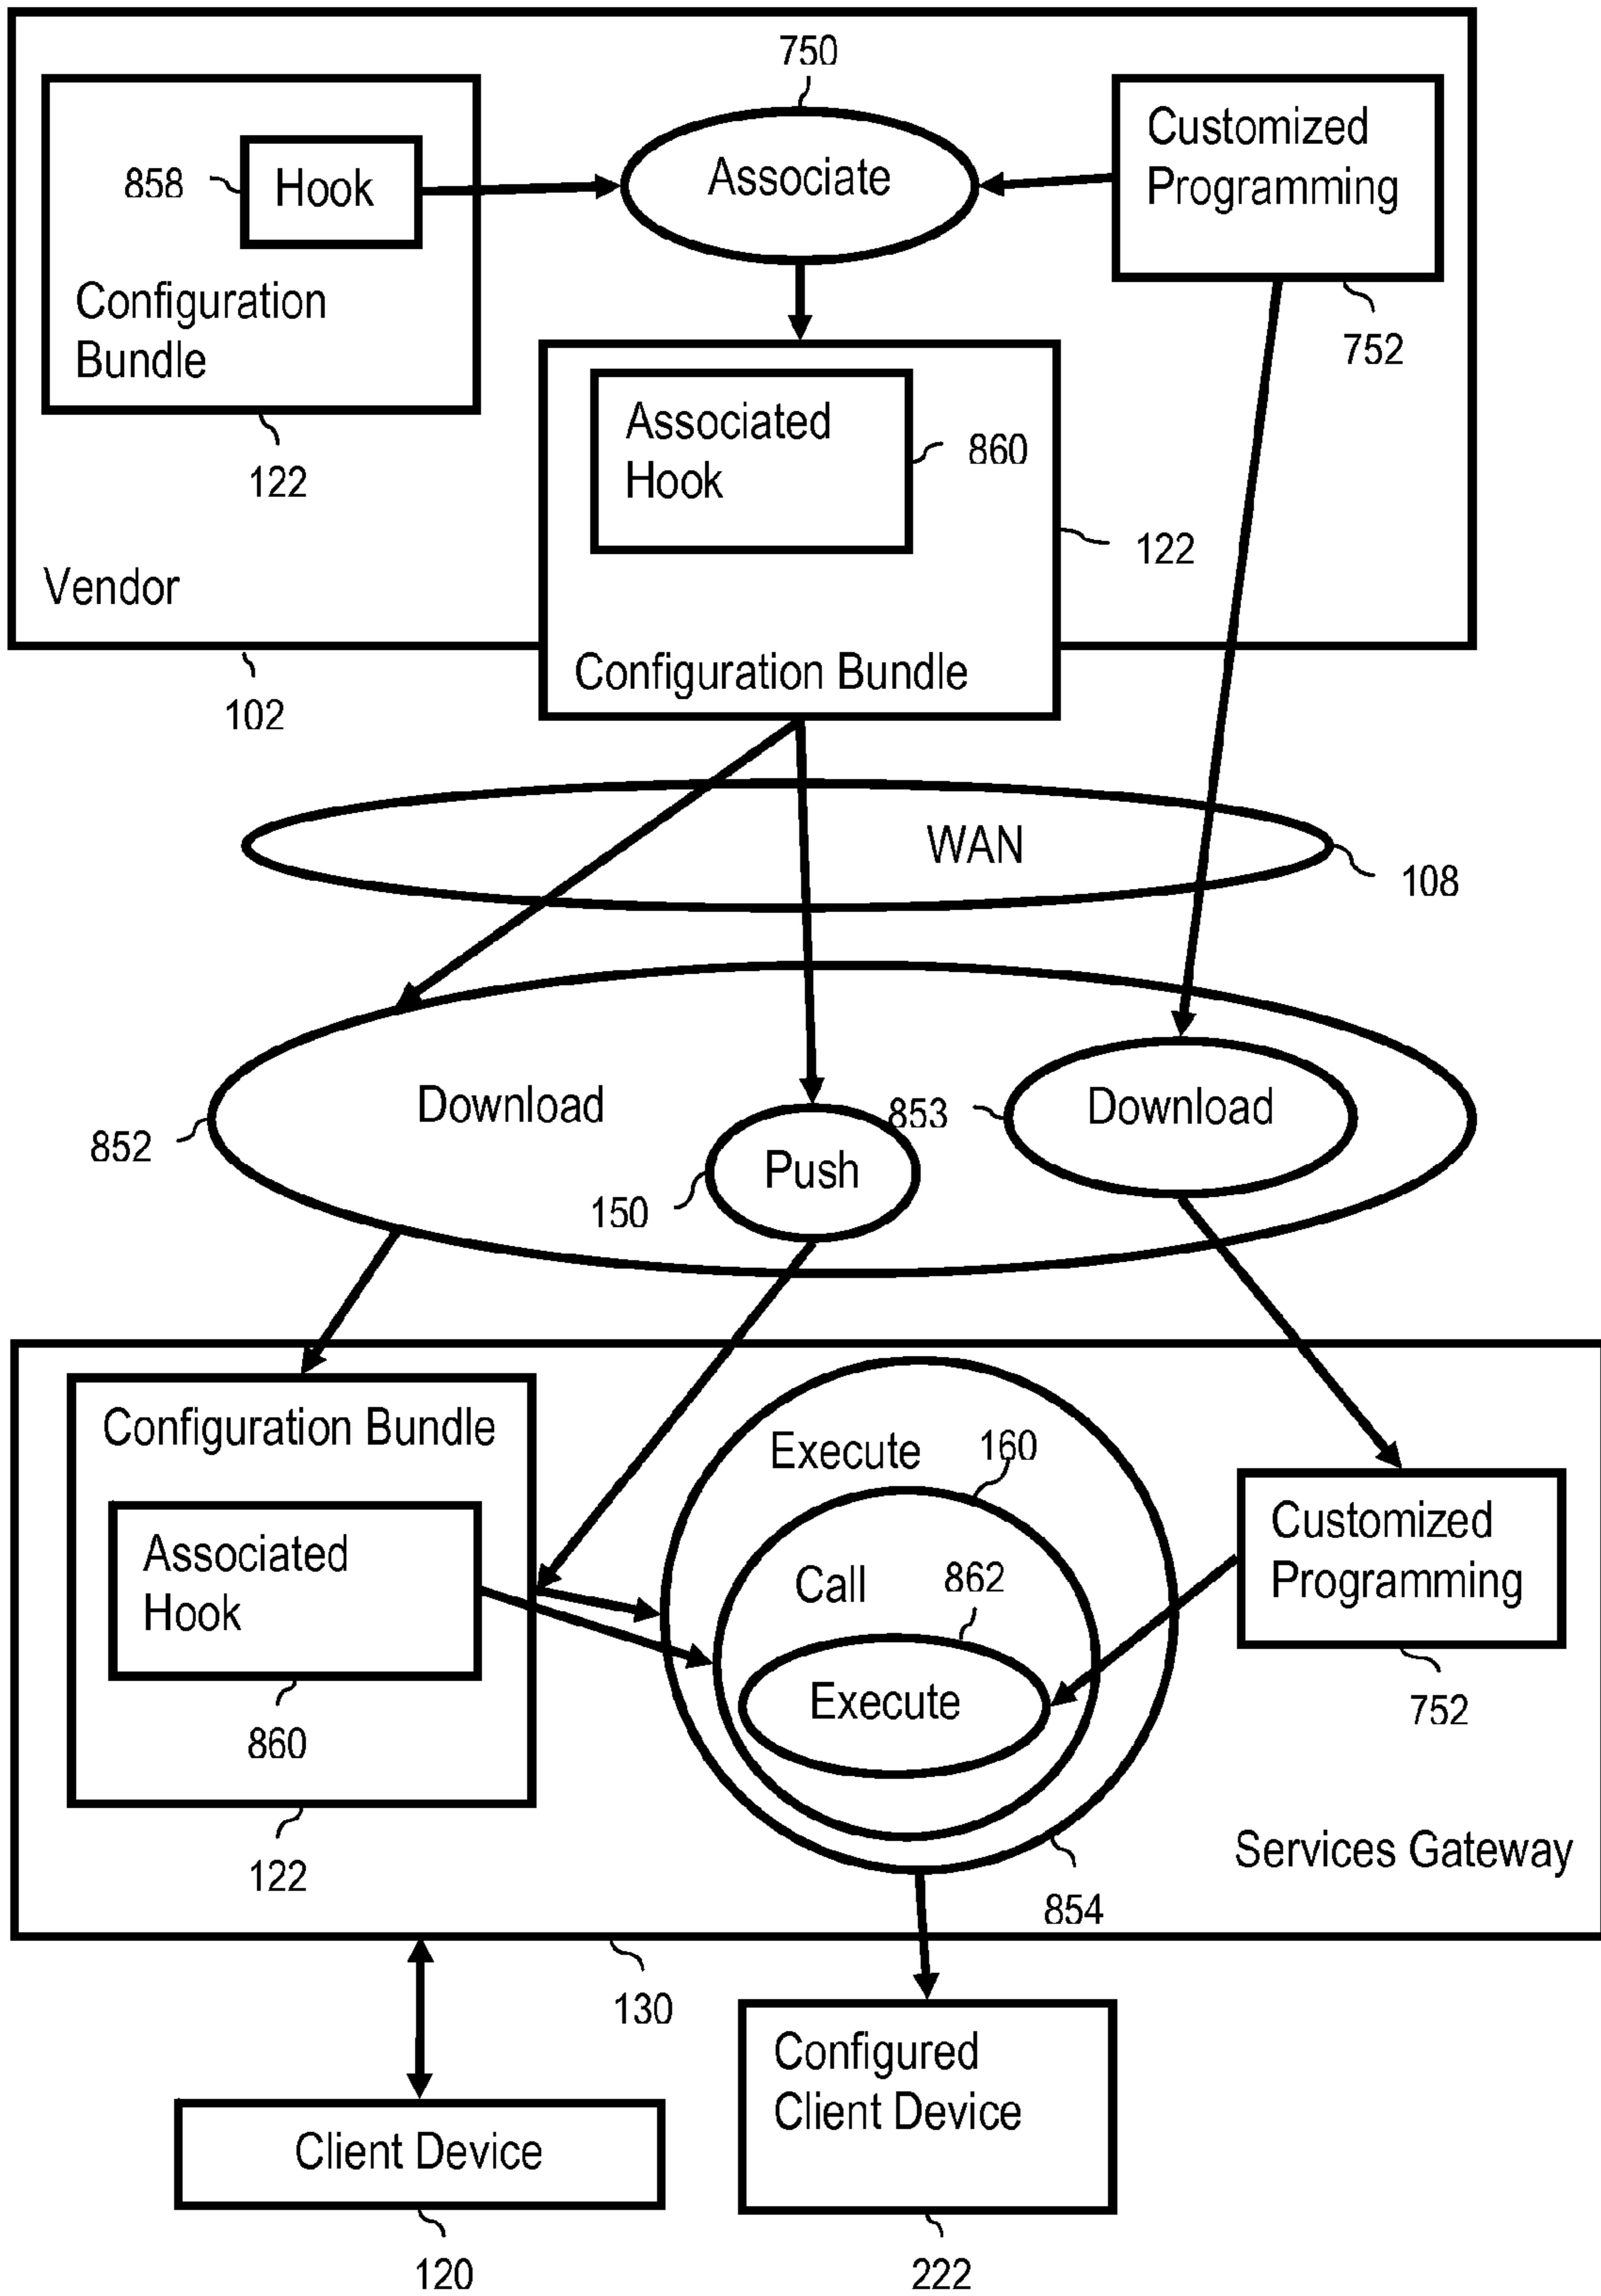 750
Customized
Programming
Associate
858
Hook
Configuration
Bundle
752
122
Associated
Hook
860
122
Vendor
Configuration Bundle
102
WAN
108
Download
853
Download
852
Push
150
Configuration Bundle
Execute
160
Customized
Programming
Associated
Hook
Call
862
Execute
752
860
Services Gateway
122
854
130
Configured
Client Device
Client Device
120
222